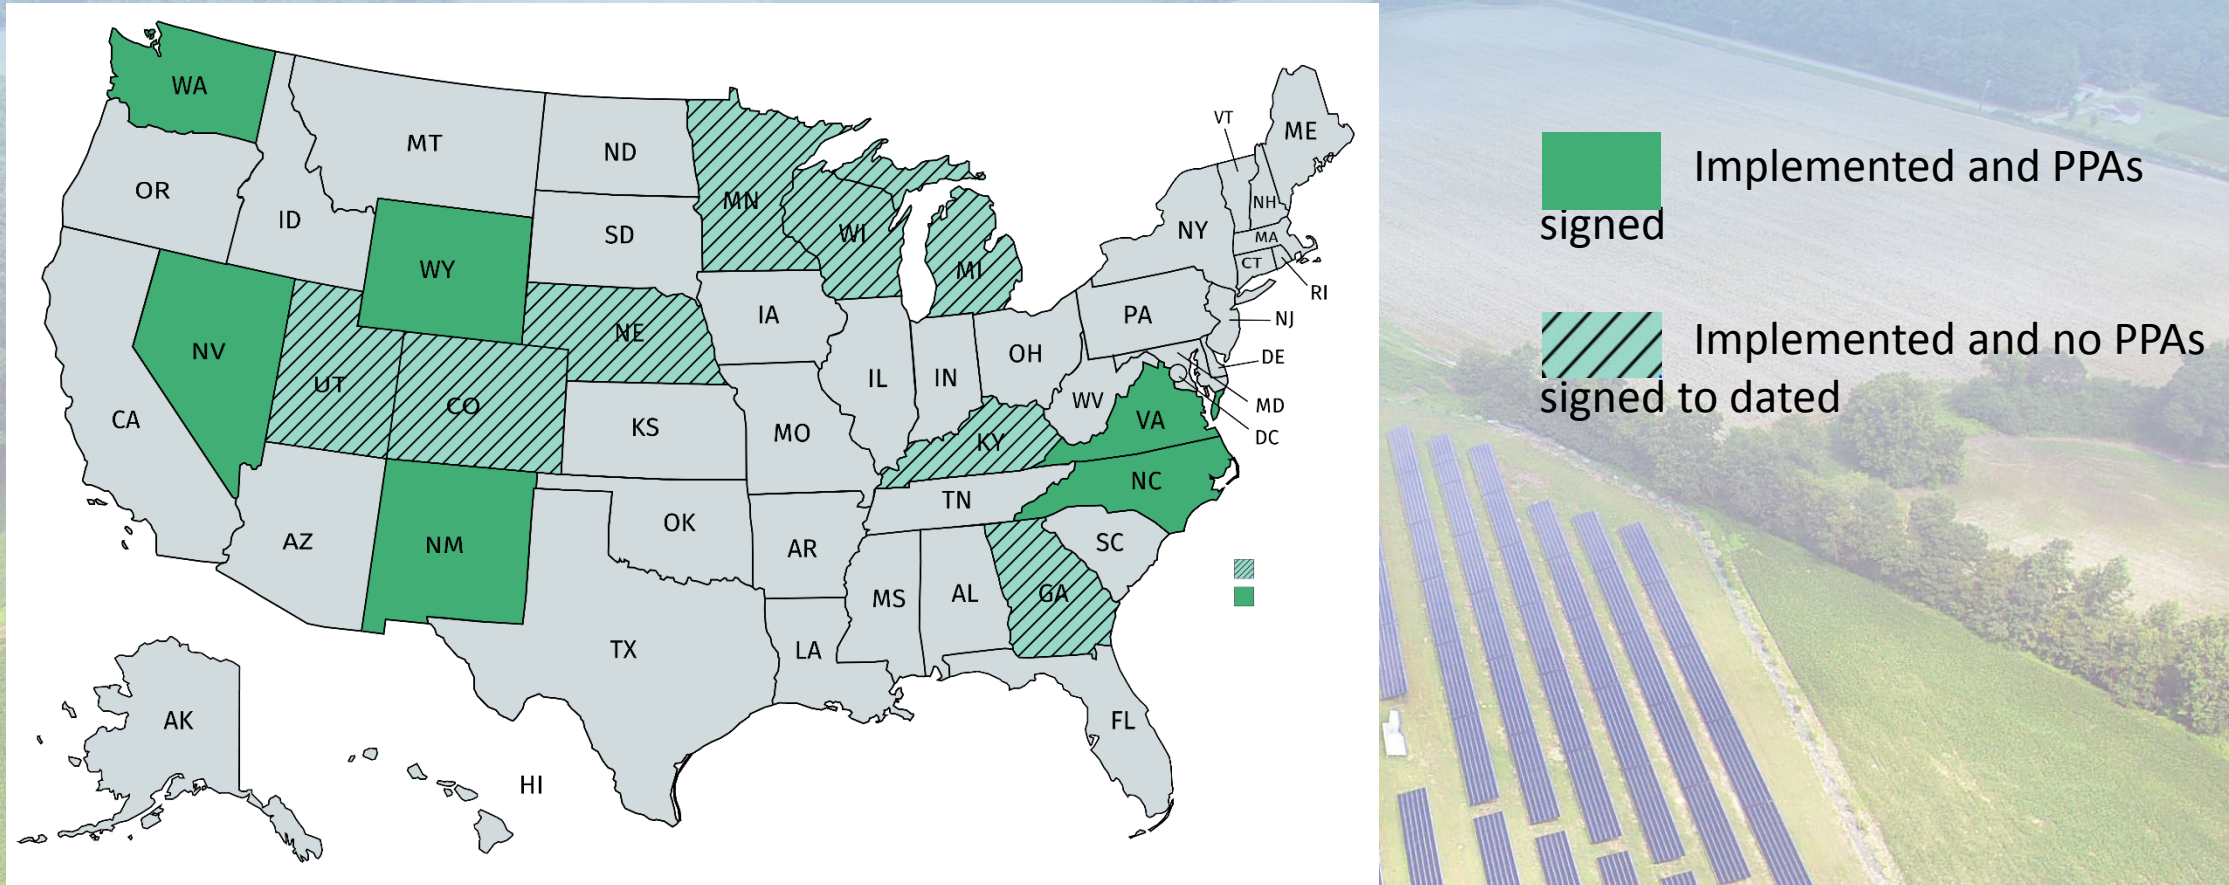 WA
MT
ND
MN
VT
ME
OR
ID
SD
WI
MI
NY
NH
MA
CT
RI
WY
NV
UT
CO
NE
IA
IL
IN
OH
PA
NJ
DE
MD
DC
CA
KS
MO
KY
WV
VA
NC
TN
SC
AZ
NM
OK
AR
MS
AL
GA
TX
LA
FL
AK
HI
Implemented and PPAs
signed
Implemented and no PPAs
signed to dated